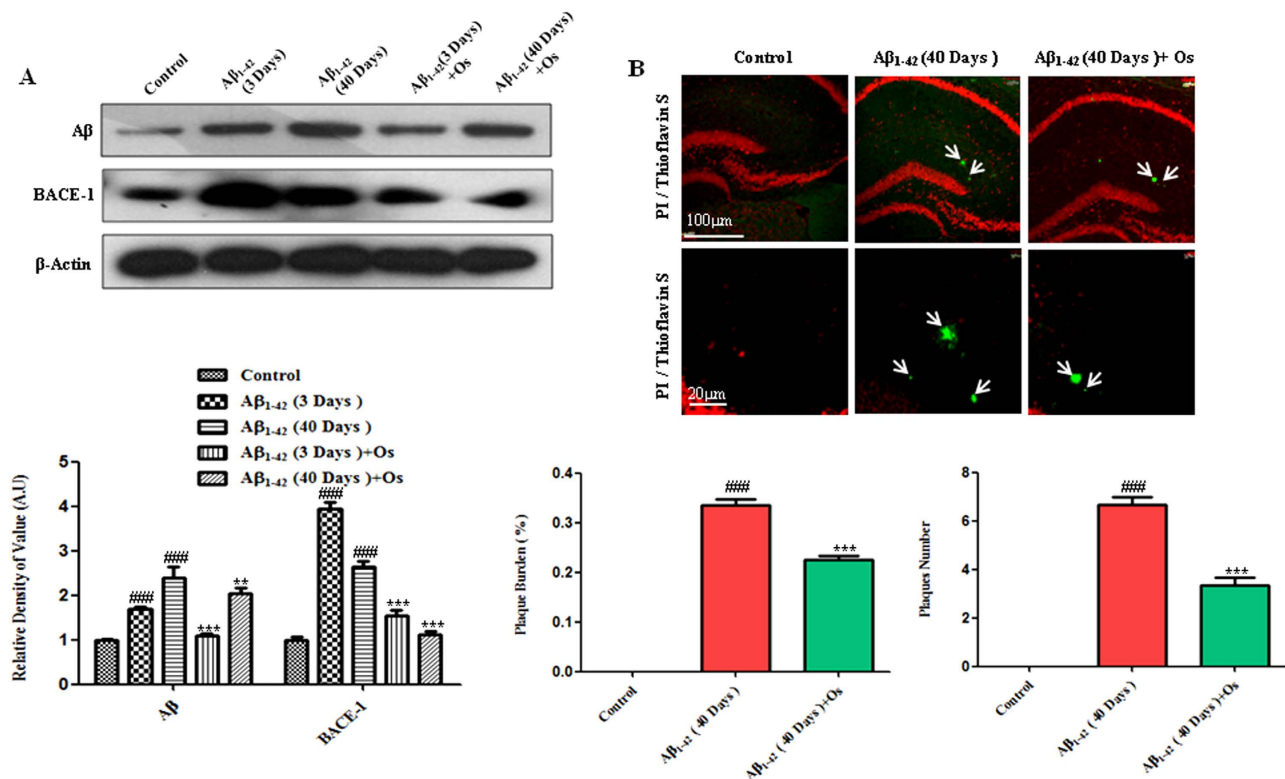 A
Control
Aβ1-42
(3 Days)
Aβ1-42
(40 Days)
Aβ1-42(3 Days)
+Os
Aβ1-42 (40 Days)
+Os
Aβ
BACE-1
β-Actin
B
Control
Aβ1-42 (40 Days )
Aβ1-42 (40 Days )+ Os
PI / Thioflavin S
100μm
PI / Thioflavin S
20μm
Control
Aβ1-42 (3 Days )
Aβ1-42 (40 Days )
Aβ1-42 (3 Days )+Os
Aβ1-42 (40 Days )+Os
Relative Density of Value (A.U)
5
4
3
2
1
0
###
###
***
**
###
###
***
***
Aβ
BACE-1
Plaque Burden ( %)
0.4
0.3
0.2
0.1
0.0
###
***
Control
Aβ1-42 ( 40 Days )
Aβ1-42 ( 40 Days )+Os
Plaques Number
8
6
4
2
0
###
***
Control
Aβ1-42 ( 40 Days )
Aβ1-42 ( 40 Days )+Os